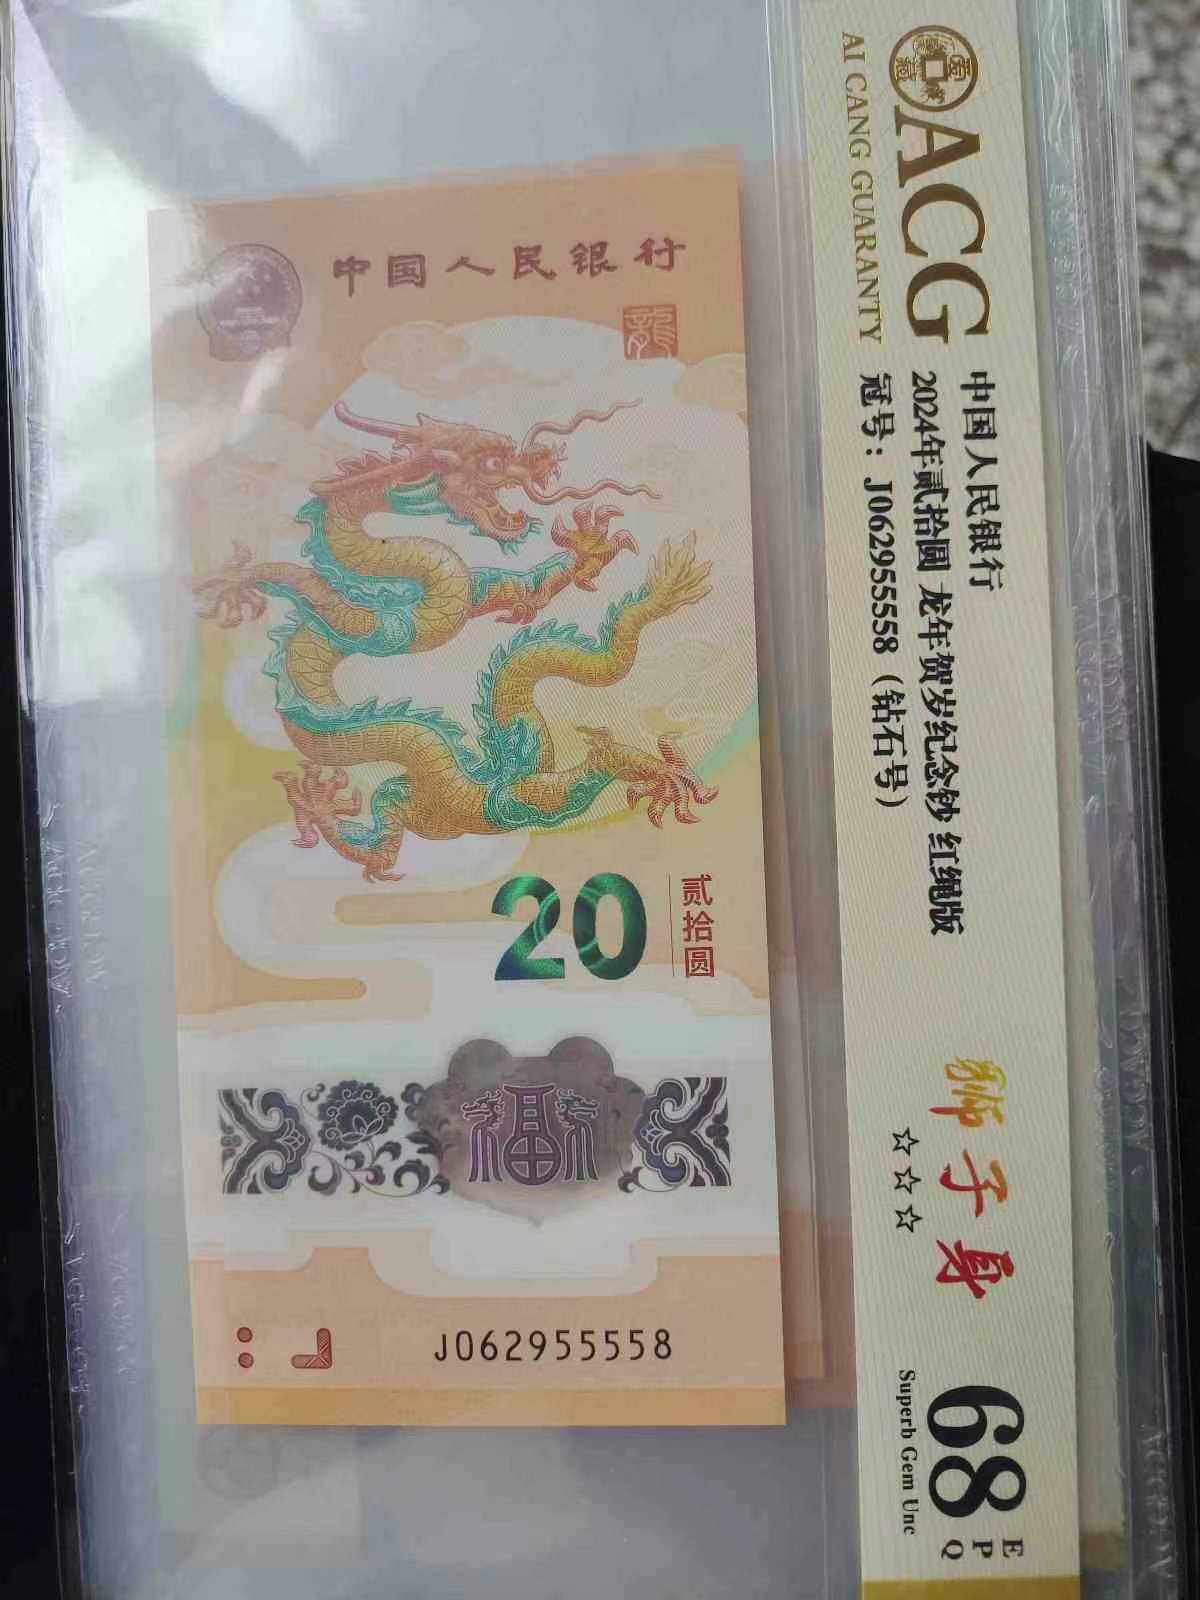 中国人民银行
龍
20
贰拾圆
福
J062955558
ACG
AI CANG GUARANTY
中国人民银行
2024年贰拾圆 龙年贺岁纪念钞 红绳版
冠号：J062955558（钻石号）
狮子身
☆☆☆
68
EPQ
Superb Gem Unc